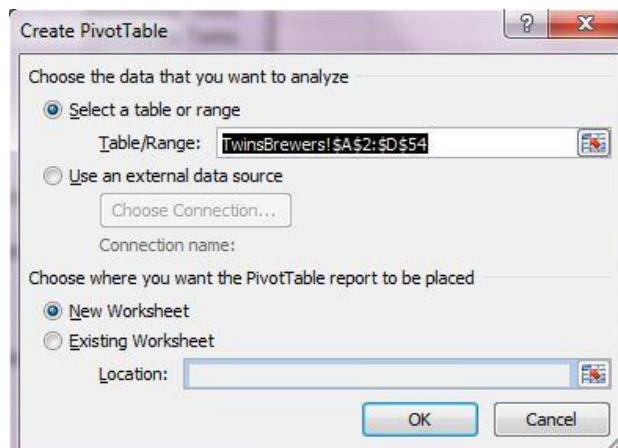 Create PivotTable
?
X
Choose the data that you want to analyze
Select a table or range
Table/Range: TwinsBrewers!$A$2:$D$54
Use an external data source
Choose Connection...
Connection name:
Choose where you want the PivotTable report to be placed
New Worksheet
Existing Worksheet
Location:
OK Cancel